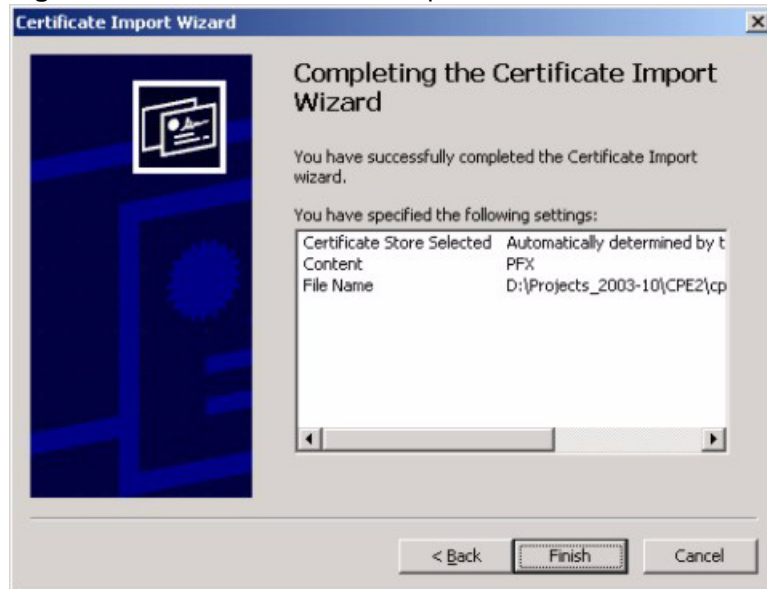 Certificate Import Wizard
Completing the Certificate Import
Wizard
You have successfully completed the Certificate Import
wizard.
You have specified the following settings:
Certificate Store Selected Automatically determined by t
Content PFX
File Name D:\Projects_2003-10\CPE2\cp
< Back Finish Cancel